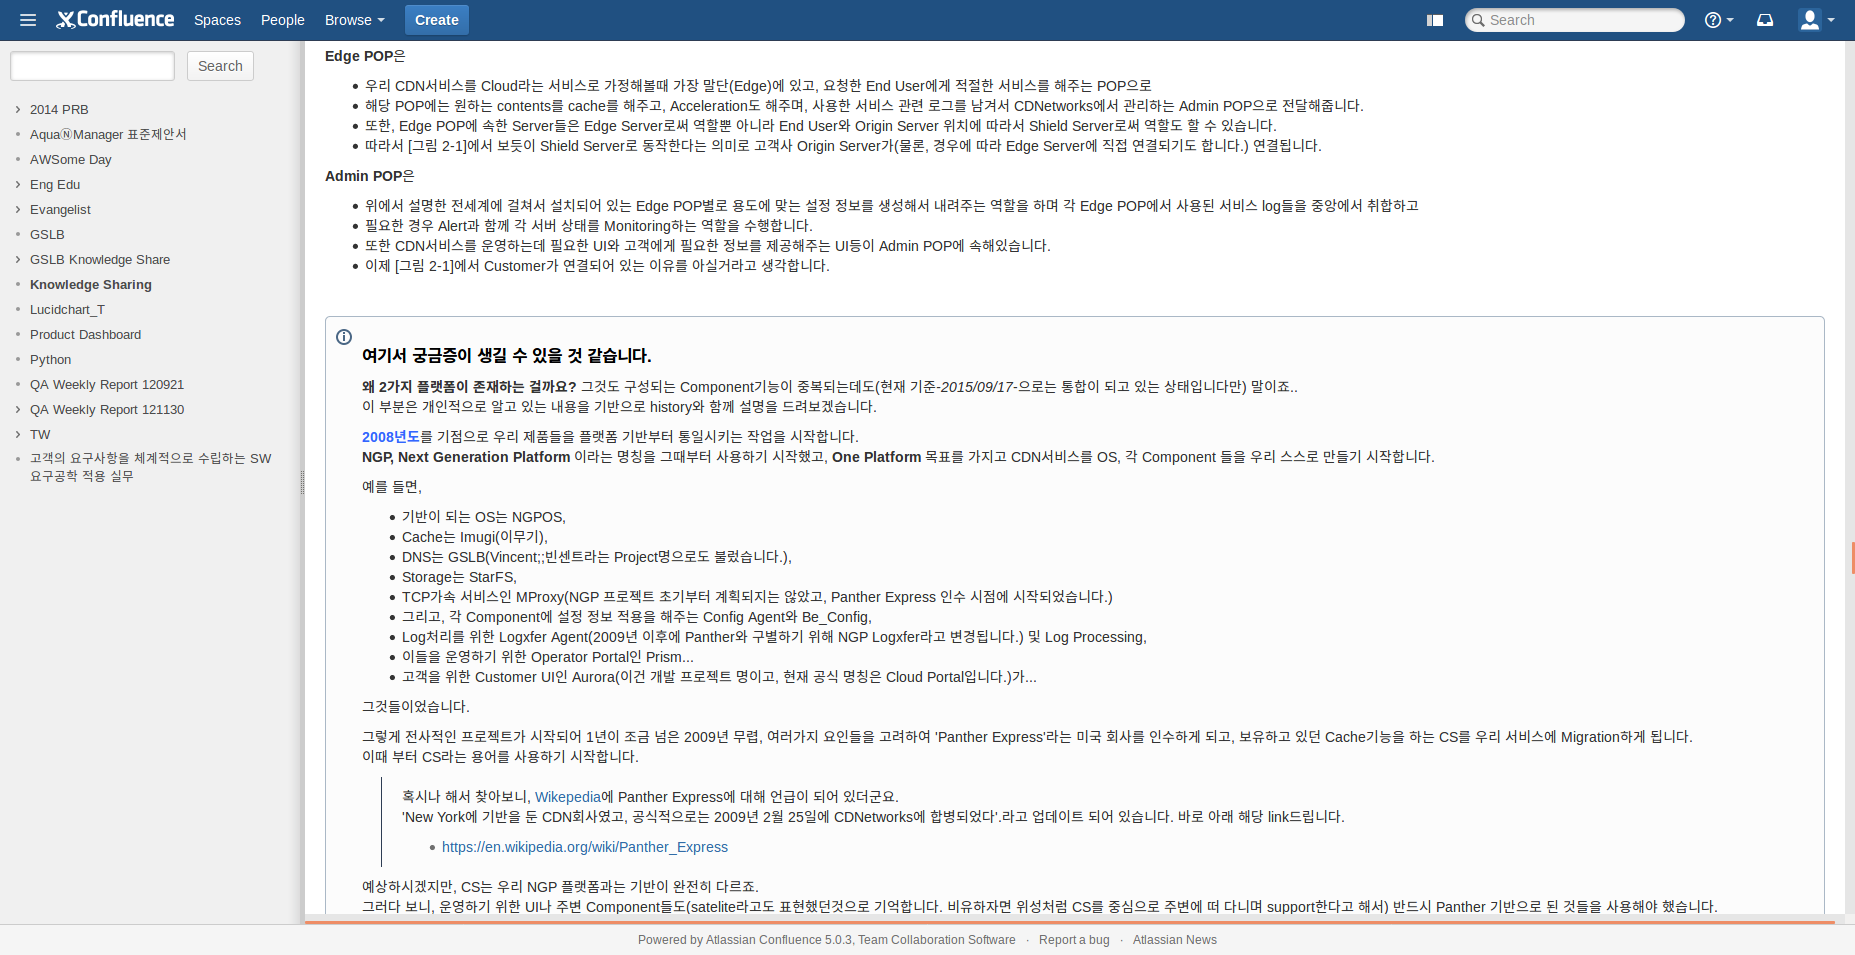 Confluence Spaces People Browse Create Search
Search
2014 PRB
AquaⓃManager 표준제안서
AWSome Day
Eng Edu
Evangelist
GSLB
GSLB Knowledge Share
Knowledge Sharing
Lucidchart_T
Product Dashboard
Python
QA Weekly Report 120921
QA Weekly Report 121130
TW
고객의 요구사항을 체계적으로 수립하는 SW
요구공학 적용 실무
Edge POP은
우리 CDN서비스를 Cloud라는 서비스로 가정해볼때 가장 말단(Edge)에 있고, 요청한 End User에게 적절한 서비스를 해주는 POP으로
해당 POP에는 원하는 contents를 cache를 해주고, Acceleration도 해주며, 사용한 서비스 관련 로그를 남겨서 CDNetworks에서 관리하는 Admin POP으로 전달해줍니다.
또한, Edge POP에 속한 Server들은 Edge Server로써 역할뿐 아니라 End User와 Origin Server 위치에 따라서 Shield Server로써 역할도 할 수 있습니다.
따라서 [그림 2-1]에서 보듯이 Shield Server로 동작한다는 의미로 고객사 Origin Server가(물론, 경우에 따라 Edge Server에 직접 연결되기도 합니다.) 연결됩니다.
Admin POP은
위에서 설명한 전세계에 걸쳐서 설치되어 있는 Edge POP별로 용도에 맞는 설정 정보를 생성해서 내려주는 역할을 하며 각 Edge POP에서 사용된 서비스 log들을 중앙에서 취합하고
필요한 경우 Alert과 함께 각 서버 상태를 Monitoring하는 역할을 수행합니다.
또한 CDN서비스를 운영하는데 필요한 UI와 고객에게 필요한 정보를 제공해주는 UI등이 Admin POP에 속해있습니다.
이제 [그림 2-1]에서 Customer가 연결되어 있는 이유를 아실거라고 생각합니다.
여기서 궁금증이 생길 수 있을 것 같습니다.
왜 2가지 플랫폼이 존재하는 걸까요? 그것도 구성되는 Component기능이 중복되는데도(현재 기준-2015/09/17-으로는 통합이 되고 있는 상태입니다만) 말이죠..
이 부분은 개인적으로 알고 있는 내용을 기반으로 history와 함께 설명을 드려보겠습니다.
2008년도를 기점으로 우리 제품들을 플랫폼 기반부터 통일시키는 작업을 시작합니다.
NGP, Next Generation Platform 이라는 명칭을 그때부터 사용하기 시작했고, One Platform 목표를 가지고 CDN서비스를 OS, 각 Component 들을 우리 스스로 만들기 시작합니다.
예를 들면,
기반이 되는 OS는 NGPOS,
Cache는 Imugi(이무기),
DNS는 GSLB(Vincent;;빈센트라는 Project명으로도 불렀습니다.),
Storage는 StarFS,
TCP가속 서비스인 MProxy(NGP 프로젝트 초기부터 계획되지는 않았고, Panther Express 인수 시점에 시작되었습니다.)
그리고, 각 Component에 설정 정보 적용을 해주는 Config Agent와 Be_Config,
Log처리를 위한 Logxfer Agent(2009년 이후에 Panther와 구별하기 위해 NGP Logxfer라고 변경됩니다.) 및 Log Processing,
이들을 운영하기 위한 Operator Portal인 Prism...
고객을 위한 Customer UI인 Aurora(이건 개발 프로젝트 명이고, 현재 공식 명칭은 Cloud Portal입니다.)가...
그것들이었습니다.
그렇게 전사적인 프로젝트가 시작되어 1년이 조금 넘은 2009년 무렵, 여러가지 요인들을 고려하여 'Panther Express'라는 미국 회사를 인수하게 되고, 보유하고 있던 Cache기능을 하는 CS를 우리 서비스에 Migration하게 됩니다.
이때 부터 CS라는 용어를 사용하기 시작합니다.
혹시나 해서 찾아보니, Wikepedia에 Panther Express에 대해 언급이 되어 있더군요.
'New York에 기반을 둔 CDN회사였고, 공식적으로는 2009년 2월 25일에 CDNetworks에 합병되었다'.라고 업데이트 되어 있습니다. 바로 아래 해당 link드립니다.
https://en.wikipedia.org/wiki/Panther_Express
예상하시겠지만, CS는 우리 NGP 플랫폼과는 기반이 완전히 다르죠.
그러다 보니, 운영하기 위한 UI나 주변 Component들도(satelite라고도 표현했던것으로 기억합니다. 비유하자면 위성처럼 CS를 중심으로 주변에 떠 다니며 support한다고 해서) 반드시 Panther 기반으로 된 것들을 사용해야 했습니다.
Powered by Atlassian Confluence 5.0.3, Team Collaboration Software · Report a bug · Atlassian News